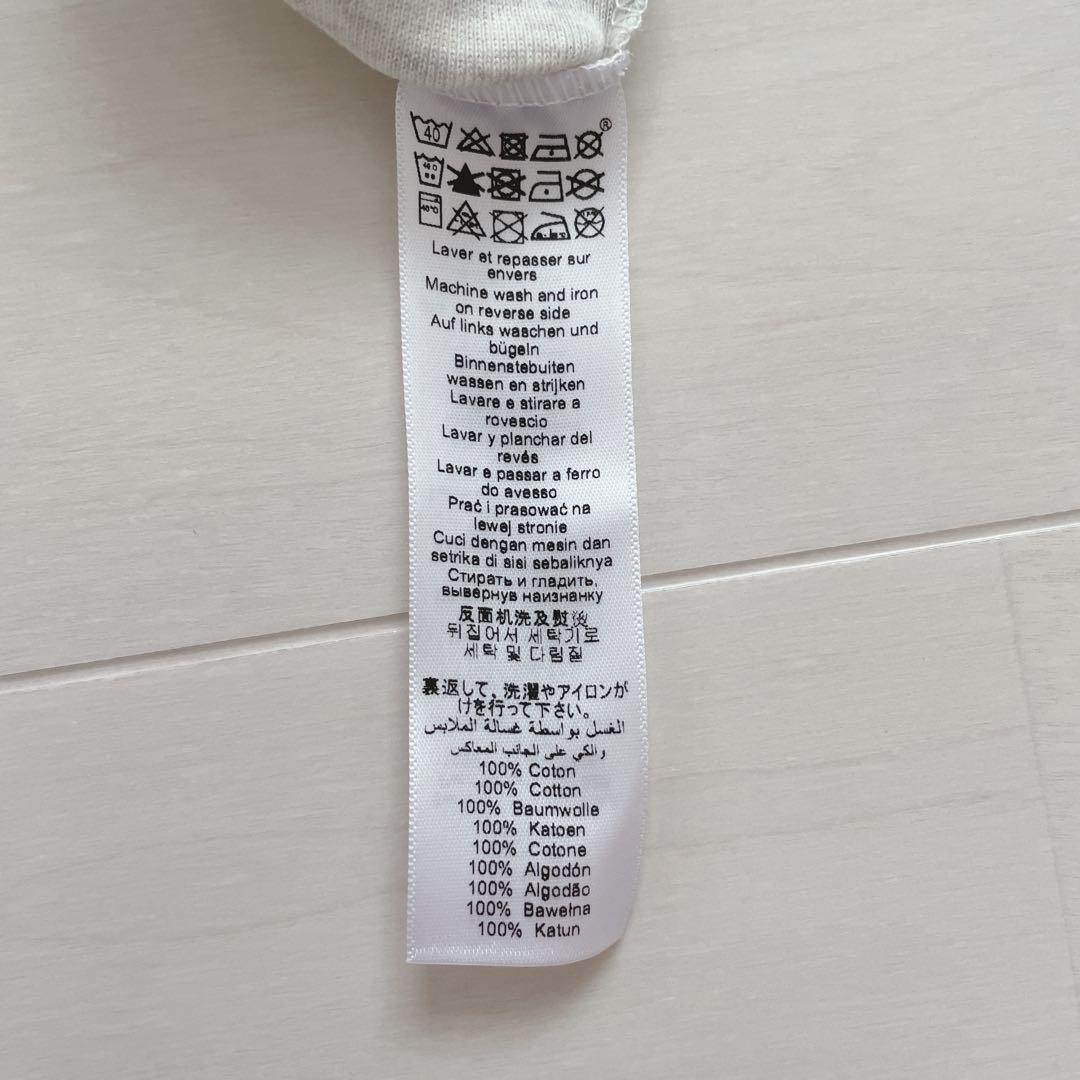 40
®
40
40°C
Laver et repasser sur
envers
Machine wash and iron
on reverse side
Auf links waschen und
bügeln
Binnenstebuiten
wassen en strijken
Lavare e stirare a
rovescio
Lavar y planchar del
revés
Lavar e passar a ferro
do avesso
Prać i prasować na
lewej stronie
Cuci dengan mesin dan
setrika di sisi sebaliknya
Стирать и гладить,
вывернув наизнанку
反面机洗及熨烫
뒤집어서 세탁기로
세탁 및 다림질
裏返して、洗濯やアイロンが
けを行って下さい。
الغسل بواسطة غسالة الملابس
والكي على الجانب المعاكس
100% Coton
100% Cotton
100% Baumwolle
100% Katoen
100% Cotone
100% Algodón
100% Algodão
100% Bawełna
100% Katun